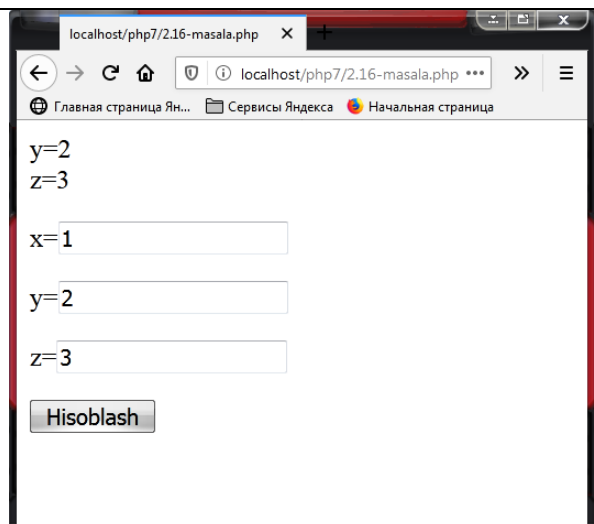 localhost/php7/2.16-masala.php
localhost/php7/2.16-masala.php
Главная страница Ян...
Сервисы Яндекса
Начальная страница
y=2
z=3
x=1
y=2
z=3
Hisoblash